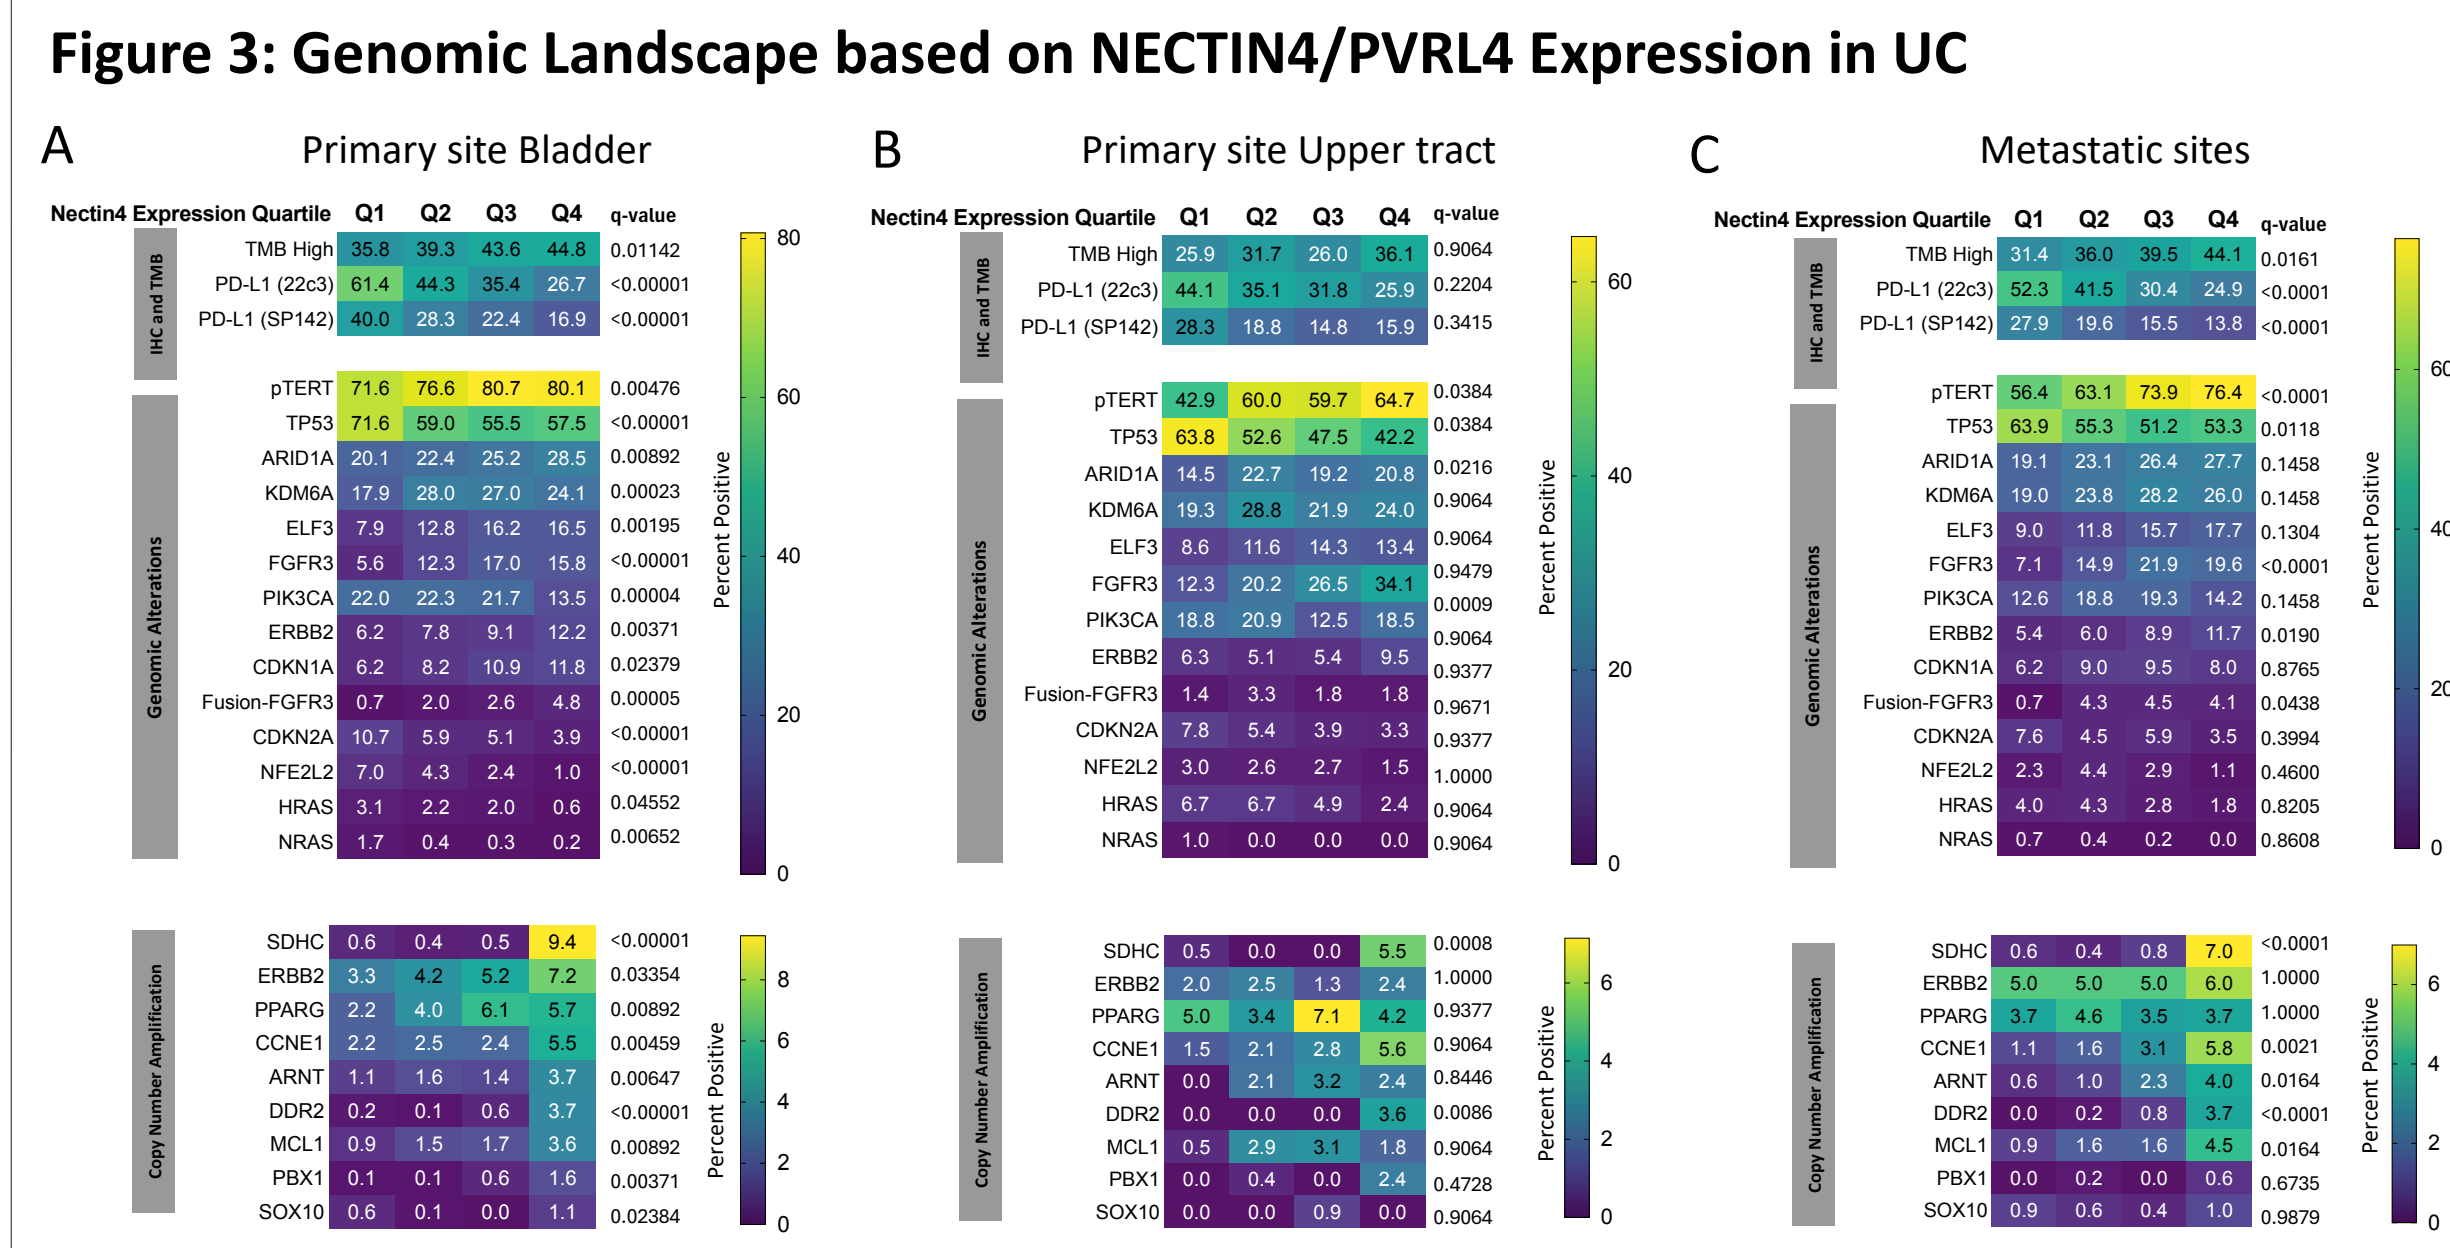 Figure 3: Genomic Landscape based on NECTIN4/PVRL4 Expression in UC
A
Primary site Bladder
Nectin4 Expression Quartile Q1 Q2 Q3 Q4 q-value
IHC and TMB
TMB High 35.8 39.3 43.6 44.8 0.01142
PD-L1 (22c3) 61.4 44.3 35.4 26.7 <0.00001
PD-L1 (SP142) 40.0 28.3 22.4 16.9 <0.00001
Genomic Alterations
pTERT 71.6 76.6 80.7 80.1 0.00476
TP53 71.6 59.0 55.5 57.5 <0.00001
ARID1A 20.1 22.4 25.2 28.5 0.00892
KDM6A 17.9 28.0 27.0 24.1 0.00023
ELF3 7.9 12.8 16.2 16.5 0.00195
FGFR3 5.6 12.3 17.0 15.8 <0.00001
PIK3CA 22.0 22.3 21.7 13.5 0.00004
ERBB2 6.2 7.8 9.1 12.2 0.00371
CDKN1A 6.2 8.2 10.9 11.8 0.02379
Fusion-FGFR3 0.7 2.0 2.6 4.8 0.00005
CDKN2A 10.7 5.9 5.1 3.9 <0.00001
NFE2L2 7.0 4.3 2.4 1.0 <0.00001
HRAS 3.1 2.2 2.0 0.6 0.04552
NRAS 1.7 0.4 0.3 0.2 0.00652
Percent Positive
80
60
40
20
0
Copy Number Amplification
SDHC 0.6 0.4 0.5 9.4 <0.00001
ERBB2 3.3 4.2 5.2 7.2 0.03354
PPARG 2.2 4.0 6.1 5.7 0.00892
CCNE1 2.2 2.5 2.4 5.5 0.00459
ARNT 1.1 1.6 1.4 3.7 0.00647
DDR2 0.2 0.1 0.6 3.7 <0.00001
MCL1 0.9 1.5 1.7 3.6 0.00892
PBX1 0.1 0.1 0.6 1.6 0.00371
SOX10 0.6 0.1 0.0 1.1 0.02384
Percent Positive
8
6
4
2
0
B
Primary site Upper tract
Nectin4 Expression Quartile Q1 Q2 Q3 Q4 q-value
IHC and TMB
TMB High 25.9 31.7 26.0 36.1 0.9064
PD-L1 (22c3) 44.1 35.1 31.8 25.9 0.2204
PD-L1 (SP142) 28.3 18.8 14.8 15.9 0.3415
Genomic Alterations
pTERT 42.9 60.0 59.7 64.7 0.0384
TP53 63.8 52.6 47.5 42.2 0.0384
ARID1A 14.5 22.7 19.2 20.8 0.0216
KDM6A 19.3 28.8 21.9 24.0 0.9064
ELF3 8.6 11.6 14.3 13.4 0.9064
FGFR3 12.3 20.2 26.5 34.1 0.9479
PIK3CA 18.8 20.9 12.5 18.5 0.0009
0.9064
ERBB2 6.3 5.1 5.4 9.5 0.9377
Fusion-FGFR3 1.4 3.3 1.8 1.8 0.9671
CDKN2A 7.8 5.4 3.9 3.3 0.9377
NFE2L2 3.0 2.6 2.7 1.5 1.0000
HRAS 6.7 6.7 4.9 2.4 0.9064
NRAS 1.0 0.0 0.0 0.0 0.9064
Percent Positive
60
40
20
0
Copy Number Amplification
SDHC 0.5 0.0 0.0 5.5 0.0008
ERBB2 2.0 2.5 1.3 2.4 1.0000
PPARG 5.0 3.4 7.1 4.2 0.9377
CCNE1 1.5 2.1 2.8 5.6 0.9064
ARNT 0.0 2.1 3.2 2.4 0.8446
DDR2 0.0 0.0 0.0 3.6 0.0086
MCL1 0.5 2.9 3.1 1.8 0.9064
PBX1 0.0 0.4 0.0 2.4 0.4728
SOX10 0.0 0.0 0.9 0.0 0.9064
Percent Positive
6
4
2
0
C
Metastatic sites
Nectin4 Expression Quartile Q1 Q2 Q3 Q4 q-value
IHC and TMB
TMB High 31.4 36.0 39.5 44.1 0.0161
PD-L1 (22c3) 52.3 41.5 30.4 24.9 <0.0001
PD-L1 (SP142) 27.9 19.6 15.5 13.8 <0.0001
Genomic Alterations
pTERT 56.4 63.1 73.9 76.4 <0.0001
TP53 63.9 55.3 51.2 53.3 0.0118
ARID1A 19.1 23.1 26.4 27.7 0.1458
KDM6A 19.0 23.8 28.2 26.0 0.1458
ELF3 9.0 11.8 15.7 17.7 0.1304
FGFR3 7.1 14.9 21.9 19.6 <0.0001
PIK3CA 12.6 18.8 19.3 14.2 0.1458
ERBB2 5.4 6.0 8.9 11.7 0.0190
CDKN1A 6.2 9.0 9.5 8.0 0.8765
Fusion-FGFR3 0.7 4.3 4.5 4.1 0.0438
CDKN2A 7.6 4.5 5.9 3.5 0.3994
NFE2L2 2.3 4.4 2.9 1.1 0.4600
HRAS 4.0 4.3 2.8 1.8 0.8205
NRAS 0.7 0.4 0.2 0.0 0.8608
Percent Positive
60
40
20
0
Copy Number Amplification
SDHC 0.6 0.4 0.8 7.0 <0.0001
ERBB2 5.0 5.0 5.0 6.0 1.0000
PPARG 3.7 4.6 3.5 3.7 1.0000
CCNE1 1.1 1.6 3.1 5.8 0.0021
ARNT 0.6 1.0 2.3 4.0 0.0164
DDR2 0.0 0.2 0.8 3.7 <0.0001
MCL1 0.9 1.6 1.6 4.5 0.0164
PBX1 0.0 0.2 0.0 0.6 0.6735
SOX10 0.9 0.6 0.4 1.0 0.9879
Percent Positive
6
4
2
0